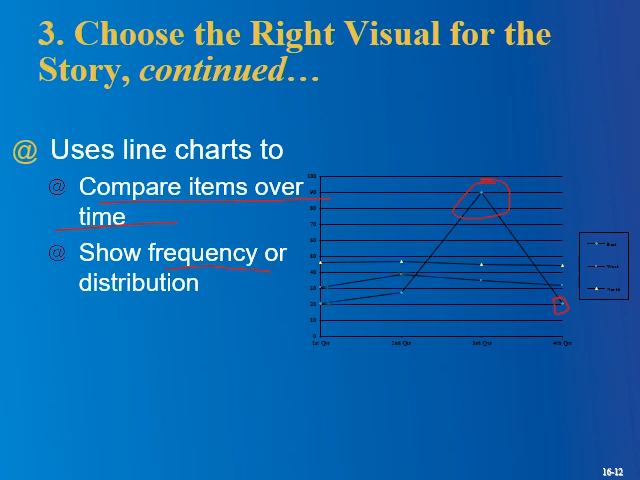 3. Choose the Right Visual for the
Story, continued…
@ Uses line charts to
@ Compare items over
time
@ Show frequency or
distribution
100
90
80
70
60
50
40
30
20
10
0
1st Qtr 2nd Qtr 3rd Qtr 4th Qtr
East
West
North
16-12